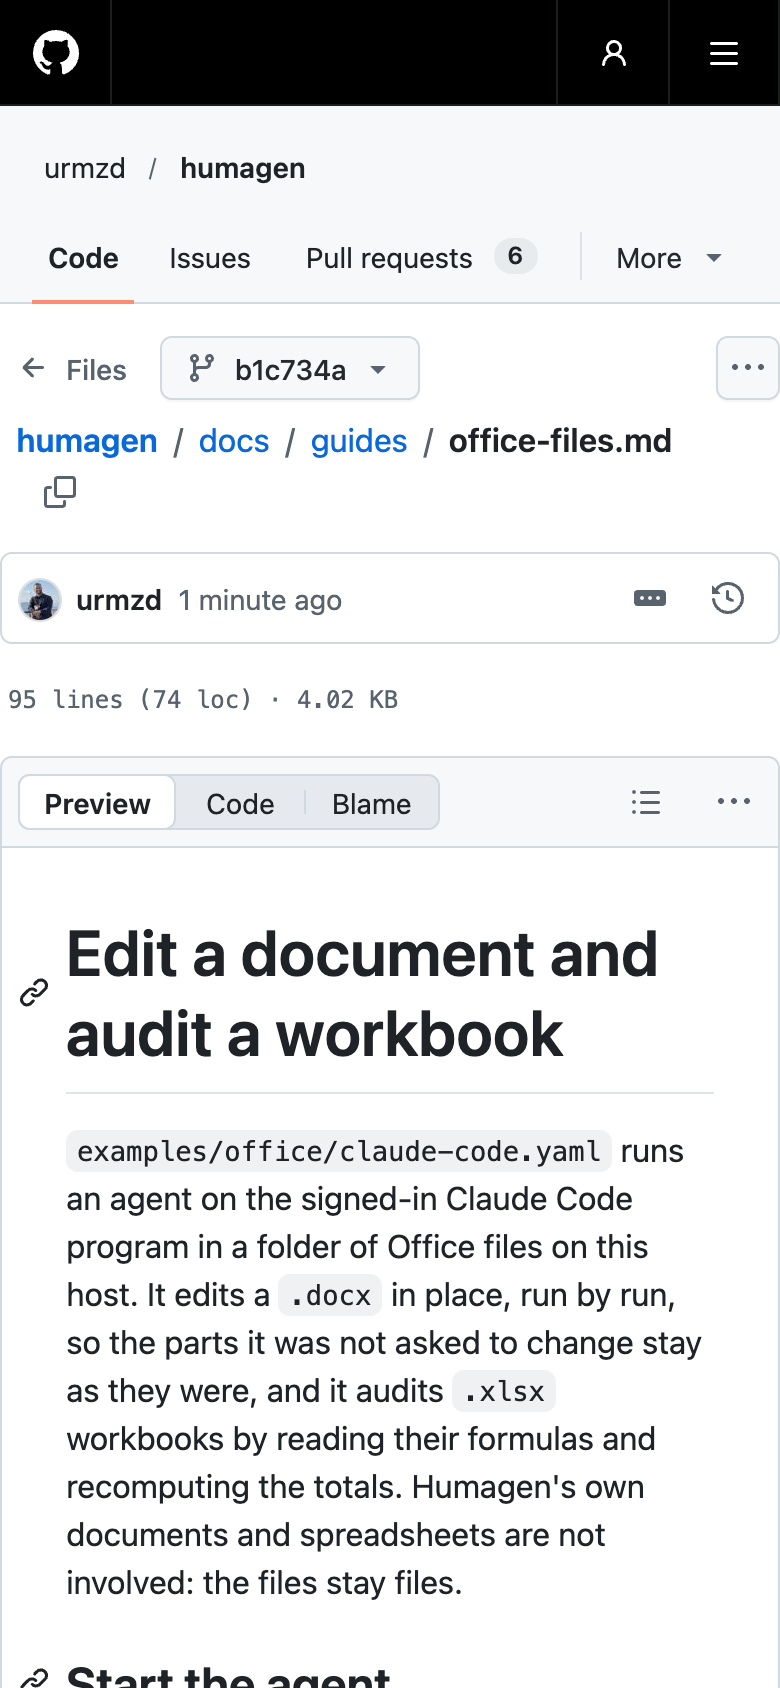 urmzd / humagen
Code Issues Pull requests 6 More
Files b1c734a
humagen / docs / guides / office-files.md
urmzd 1 minute ago
95 lines (74 loc) · 4.02 KB
Preview Code Blame
Edit a document and
audit a workbook
examples/office/claude-code.yaml runs
an agent on the signed-in Claude Code
program in a folder of Office files on this
host. It edits a .docx in place, run by run,
so the parts it was not asked to change stay
as they were, and it audits .xlsx
workbooks by reading their formulas and
recomputing the totals. Humagen's own
documents and spreadsheets are not
involved: the files stay files.
Start the agent